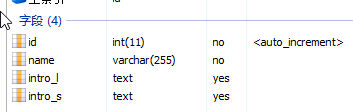 字段 (4)
id int(11) no <auto_increment>
name varchar(255) no
intro_l text yes
intro_s text yes